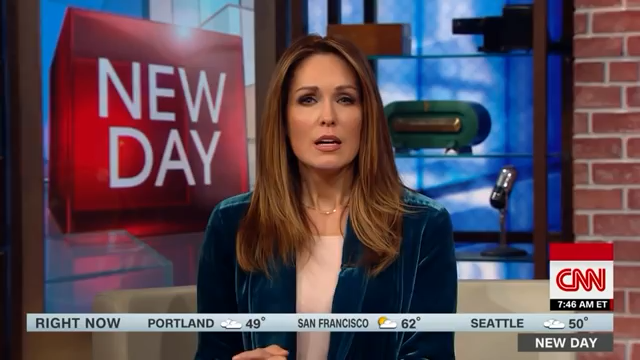 NEW
DAY
CNN
7:46 AM ET
RIGHT NOW PORTLAND 49° SAN FRANCISCO 62° SEATTLE 50°
NEW DAY